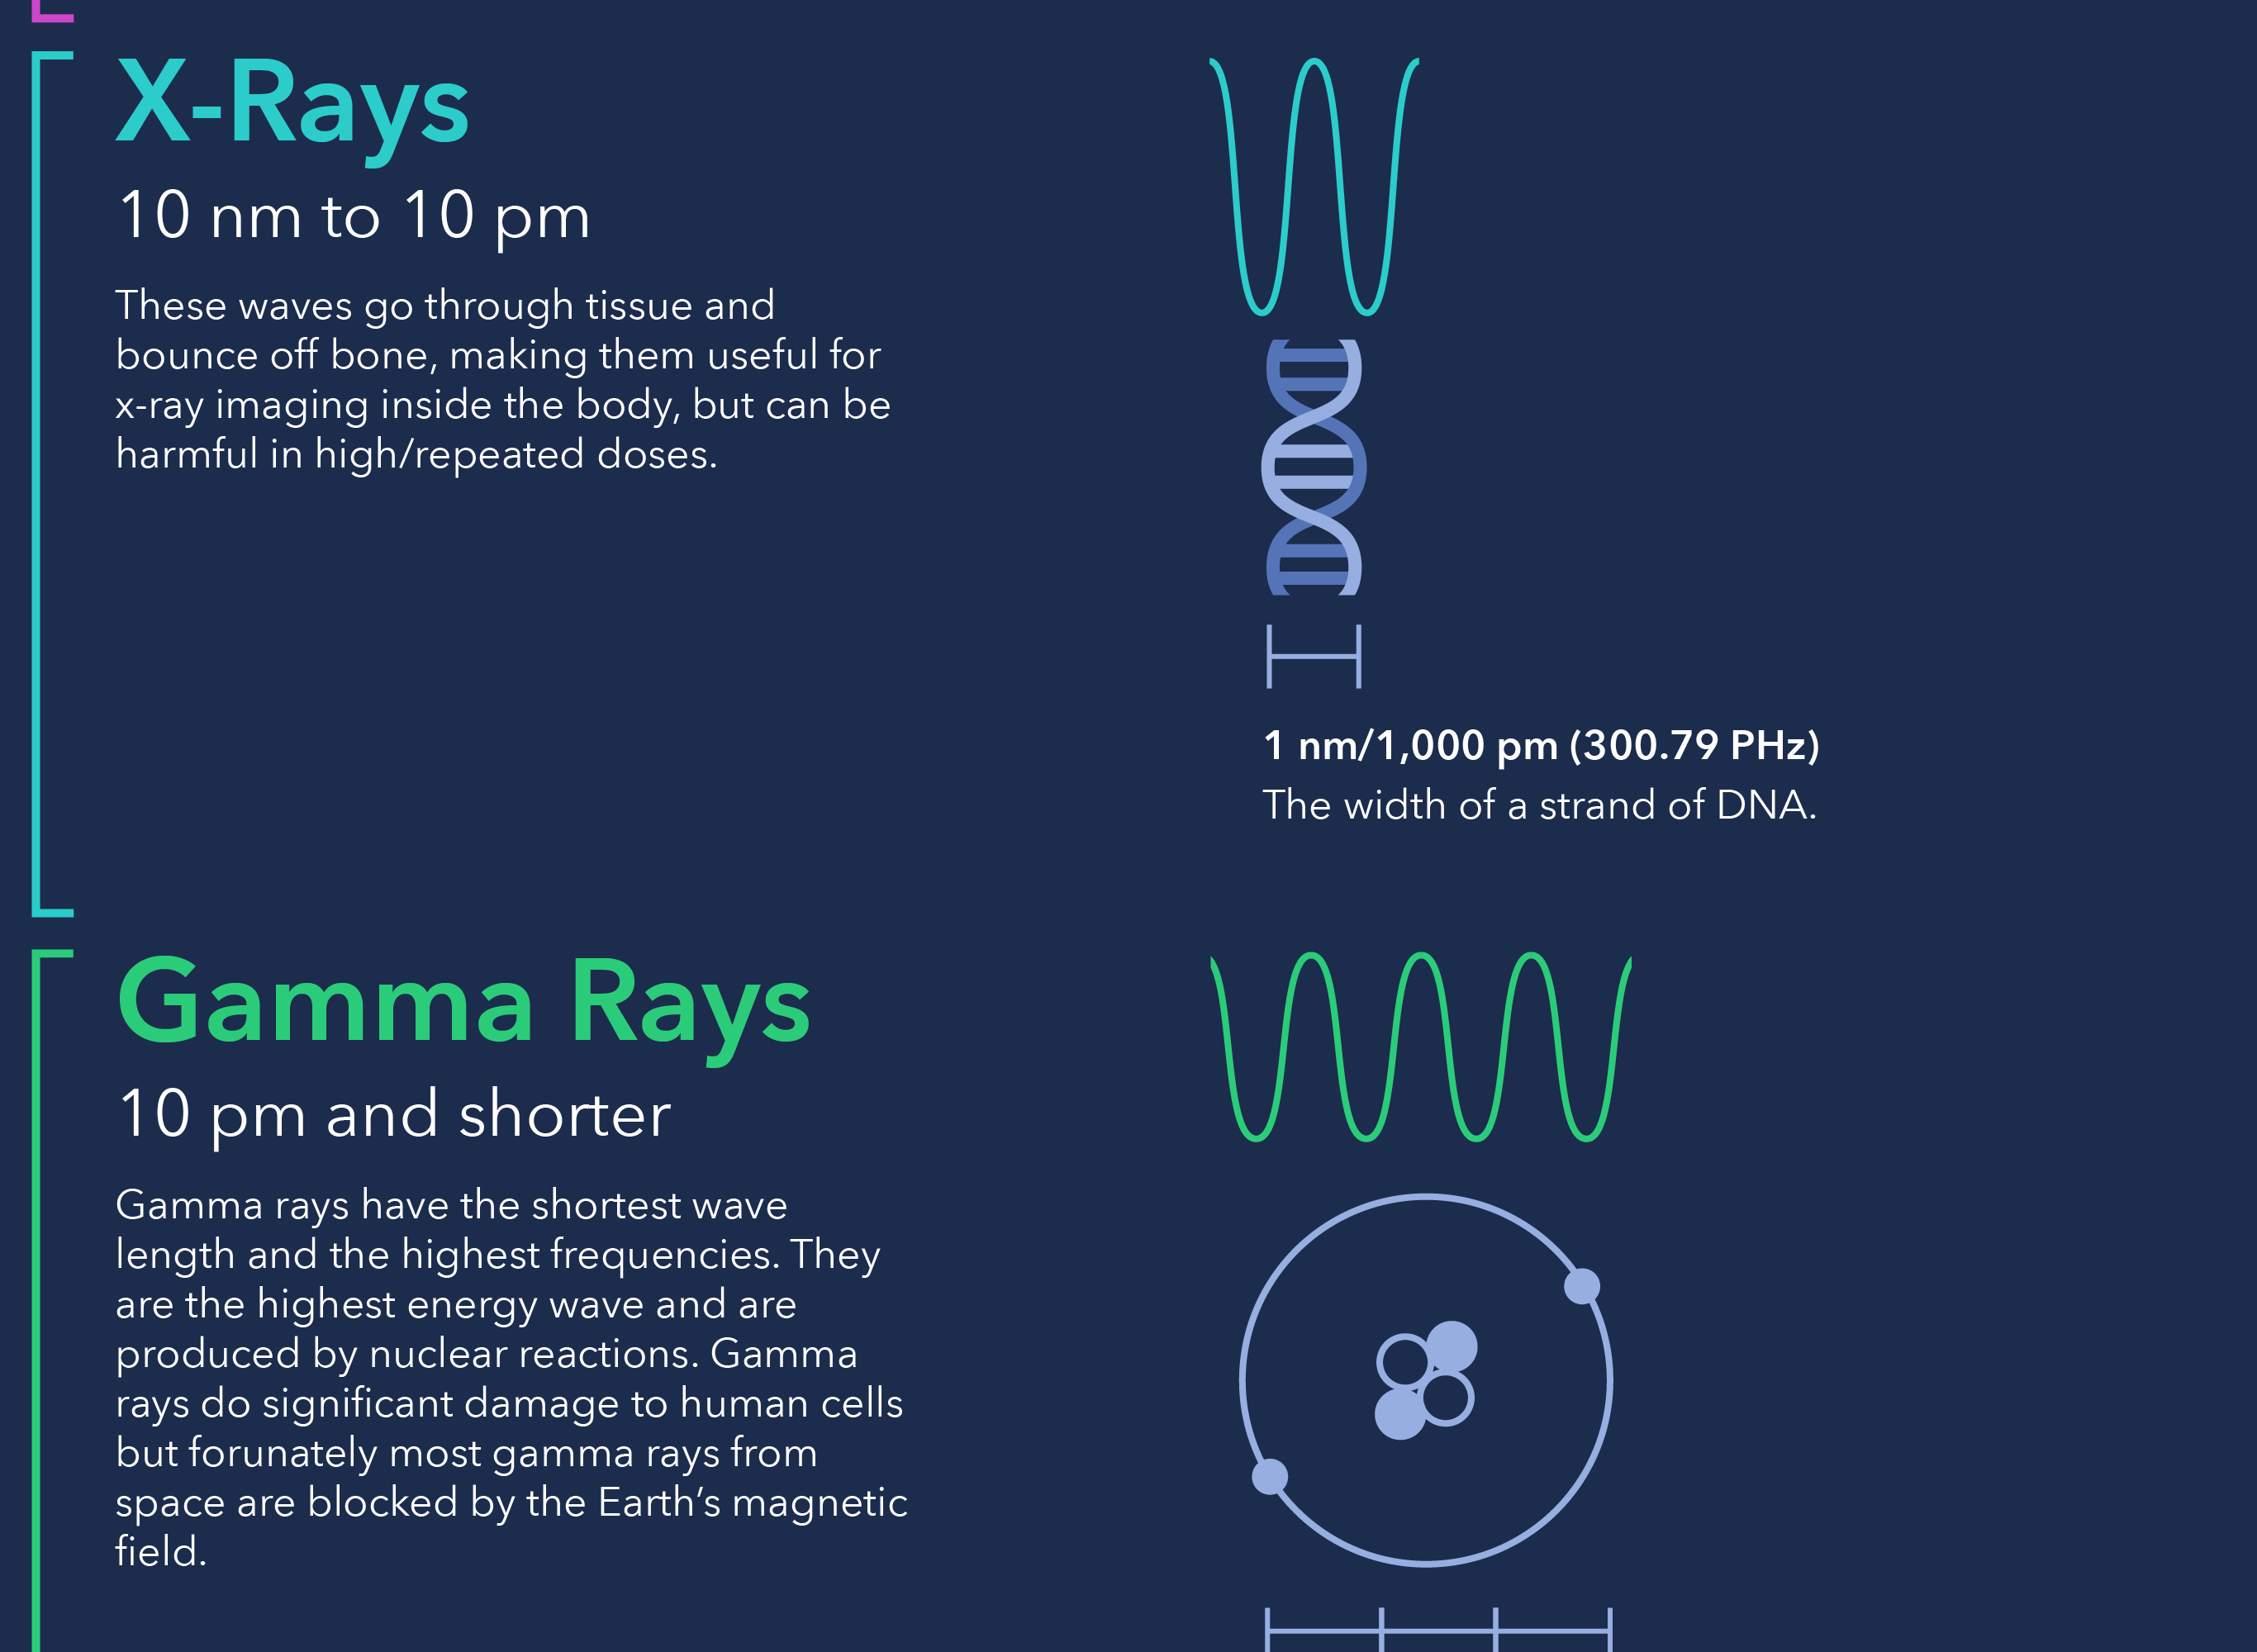 X-Rays
10 nm to 10 pm
These waves go through tissue and
bounce off bone, making them useful for
x-ray imaging inside the body, but can be
harmful in high/repeated doses.
1 nm/1,000 pm (300.79 PHz)
The width of a strand of DNA.
Gamma Rays
10 pm and shorter
Gamma rays have the shortest wave
length and the highest frequencies. They
are the highest energy wave and are
produced by nuclear reactions. Gamma
rays do significant damage to human cells
but forunately most gamma rays from
space are blocked by the Earth’s magnetic
field.